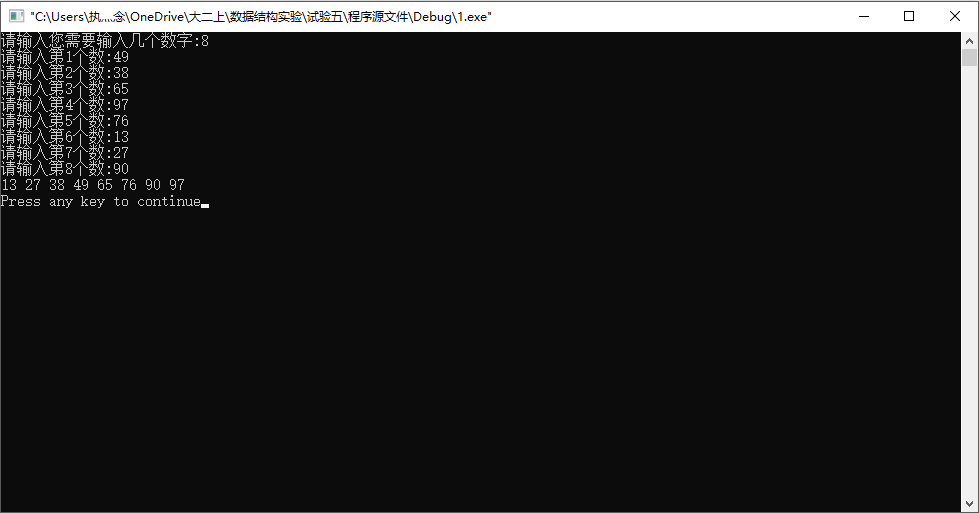 "C:\Users\执灬念\OneDrive\大二上\数据结构实验\试验五\程序源文件\Debug\1.exe"
请输入您需要输入几个数字:8
请输入第1个数:49
请输入第2个数:38
请输入第3个数:65
请输入第4个数:97
请输入第5个数:76
请输入第6个数:13
请输入第7个数:27
请输入第8个数:90
13 27 38 49 65 76 90 97
Press any key to continue